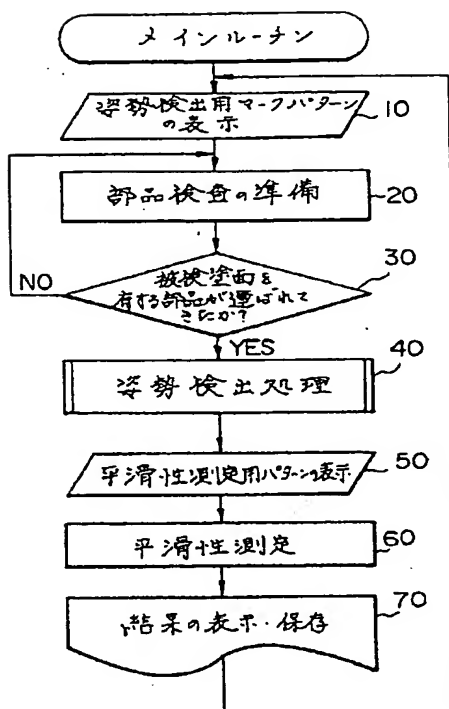 メインルーチン
姿勢検出用マークパターン
の表示
10
部品検査の準備
20
被検塗面を
有する部品が運ばれて
きたか?
30
NO
YES
姿勢検出処理
40
平滑性測定用パターンの表示
50
平滑性測定
60
結果の表示・保存
70